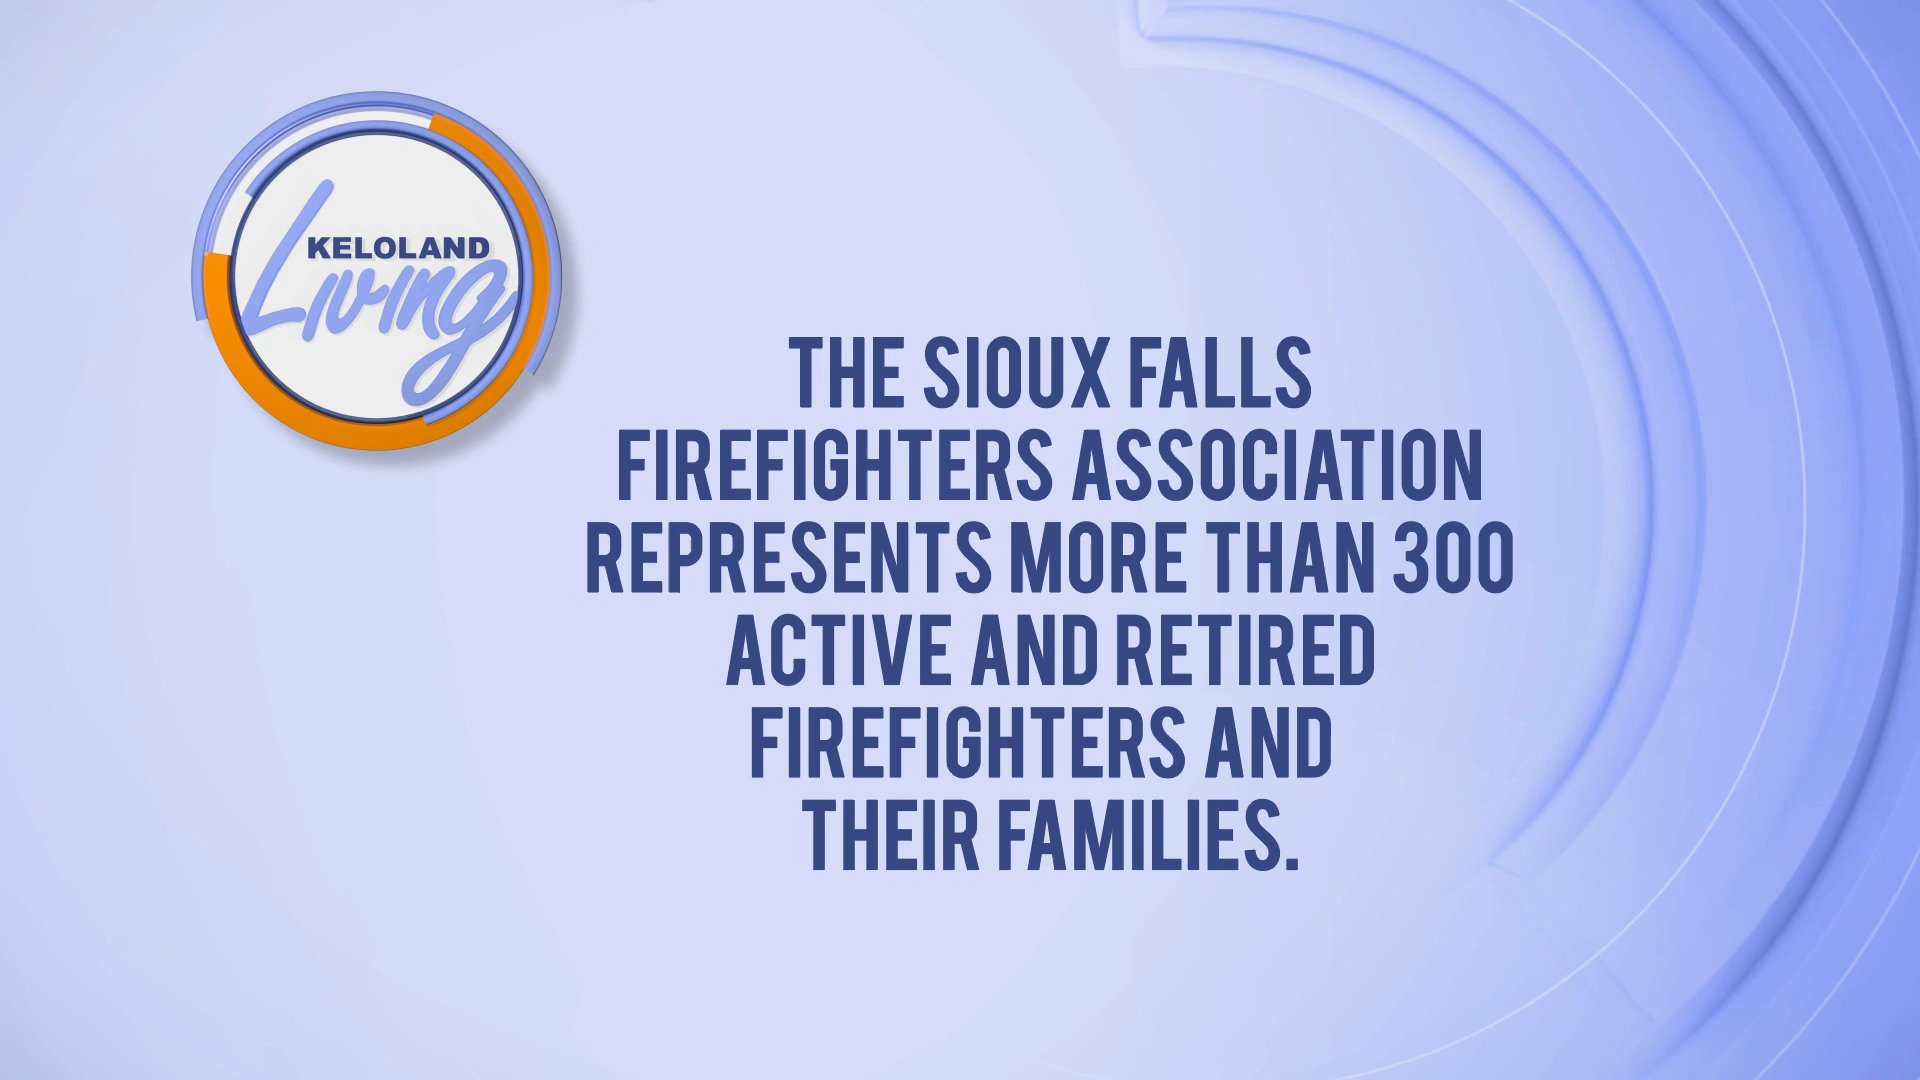 KELOLAND
Living
THE SIOUX FALLS
FIREFIGHTERS ASSOCIATION
REPRESENTS MORE THAN 300
ACTIVE AND RETIRED
FIREFIGHTERS AND
THEIR FAMILIES.